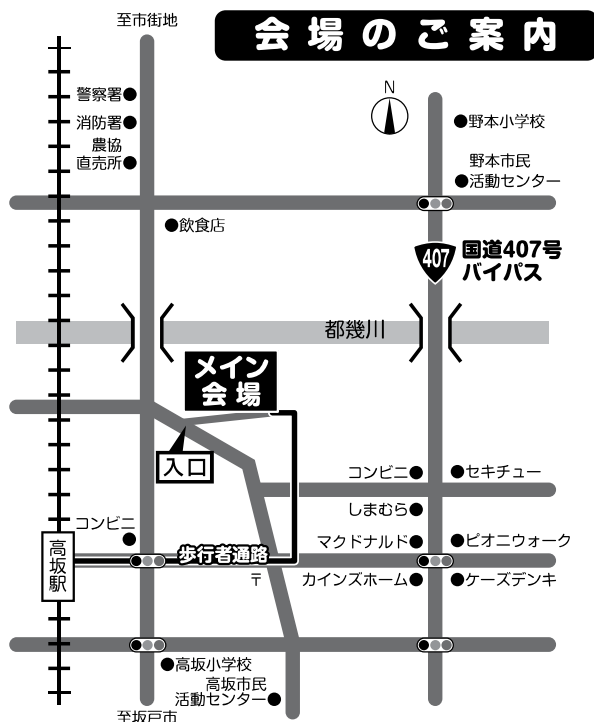 会場のご案内
至市街地
警察署
消防署
農協
直売所
飲食店
N
野本小学校
野本市民
活動センター
407
国道407号
バイパス
都幾川
メイン
会場
入口
コンビニ
セキチュー
しまむら
コンビニ
高坂駅
歩行者通路
マクドナルド
ピオニウォーク
〒
カインズホーム
ケーズデンキ
高坂小学校
高坂市民
活動センター
至坂戸市